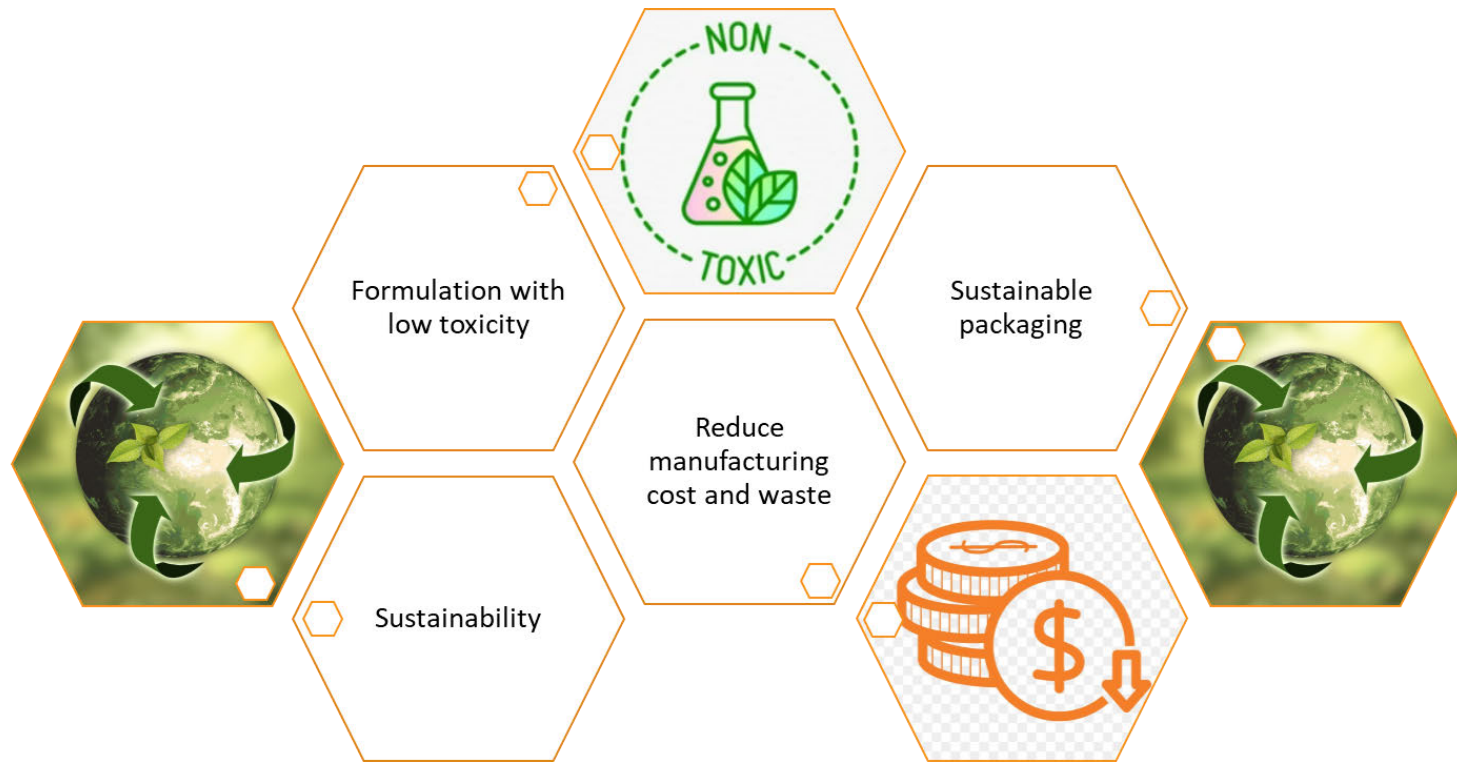 NON
TOXIC
Formulation with
low toxicity
Sustainable
packaging
Reduce
manufacturing
cost and waste
Sustainability
$
$